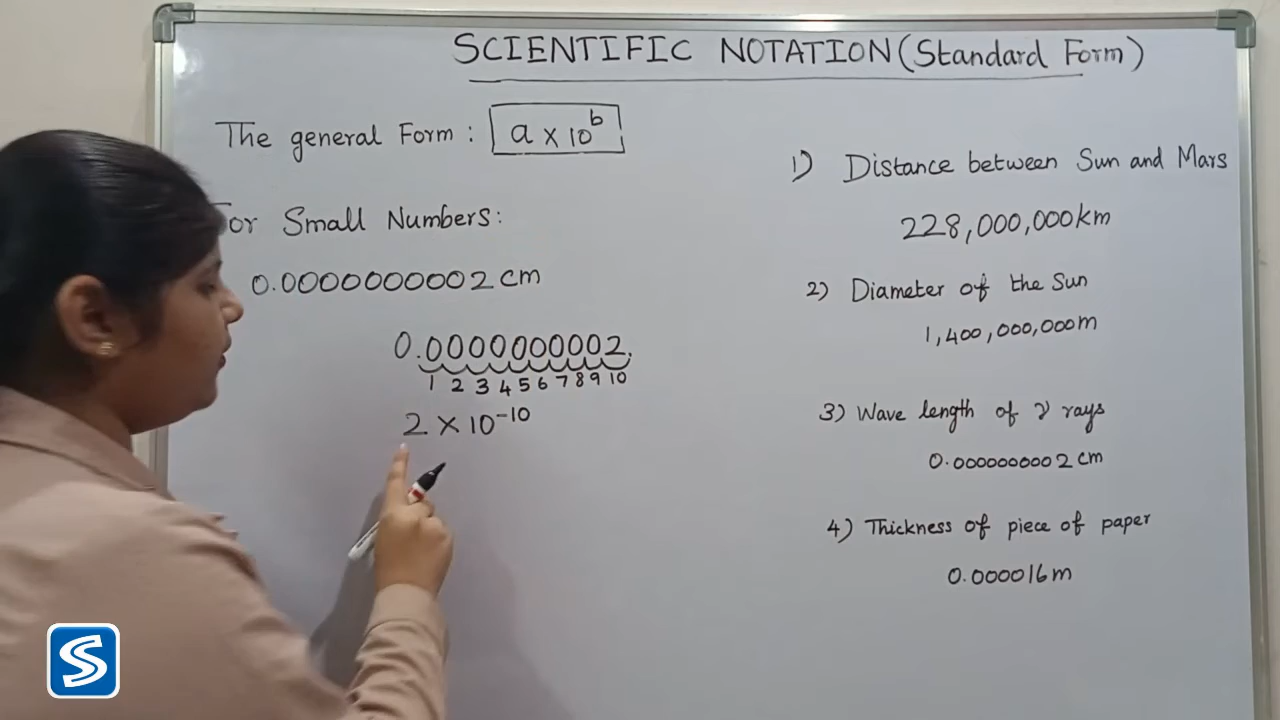 SCIENTIFIC NOTATION (Standard Form)
The general Form : a × 10^b
For Small Numbers:
0.0000000002 cm
0.0000000002.
1 2 3 4 5 6 7 8 9 10
2 × 10^-10
1) Distance between Sun and Mars
228,000,000km
2) Diameter of the Sun
1,400,000,000m
3) Wave length of γ rays
0.0000000002 cm
4) Thickness of piece of paper
0.000016m
S